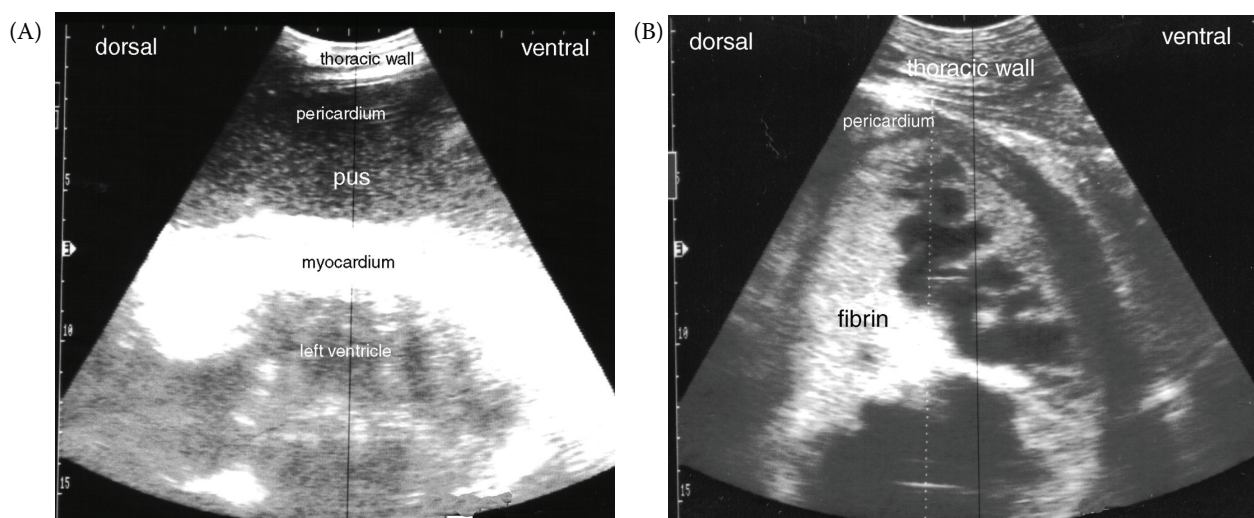 (A)
dorsal
ventral
thoracic wall
pericardium
pus
myocardium
left ventricle
5
10
15
(B)
dorsal
ventral
thoracic wall
pericardium
fibrin
10
15